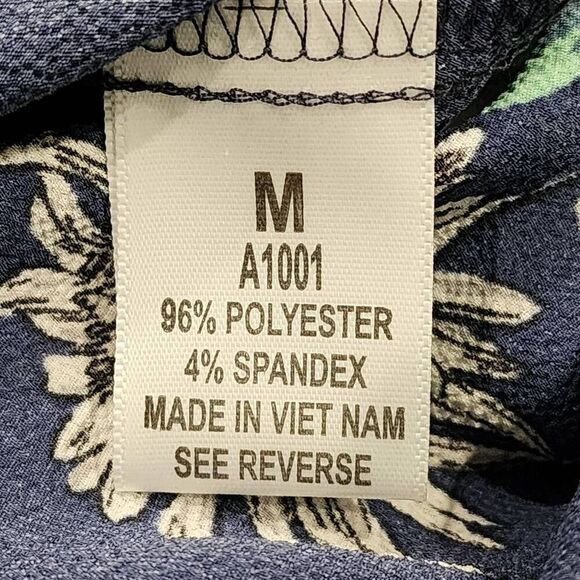 M
A1001
96% POLYESTER
4% SPANDEX
MADE IN VIET NAM
SEE REVERSE